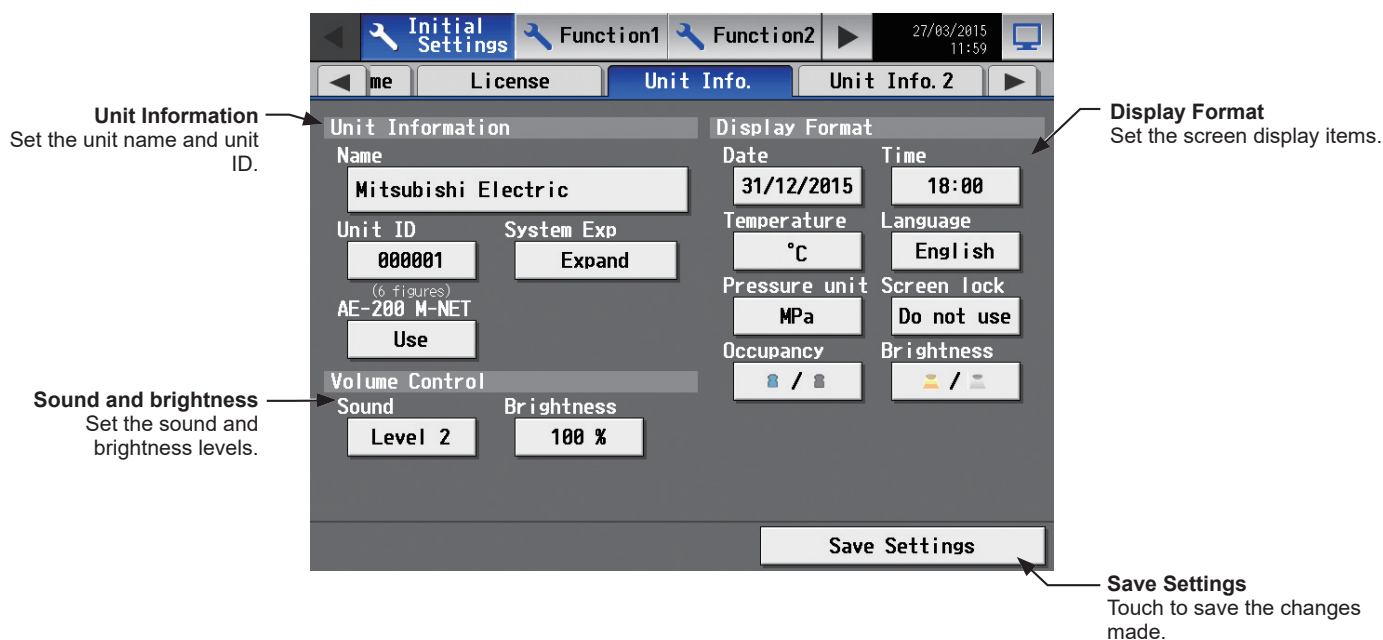 Initial
Settings
Function1
Function2
27/03/2015
11:59
me
License
Unit Info.
Unit Info. 2
Unit Information
Set the unit name and unit
ID.
Unit Information
Name
Mitsubishi Electric
Unit ID
System Exp
000001
Expand
(6 figures)
AE-200 M-NET
Use
Sound and brightness
Set the sound and
brightness levels.
Volume Control
Sound
Brightness
Level 2
100 %
Display Format
Date
Time
31/12/2015
18:00
Temperature
Language
°C
English
Pressure unit
Screen lock
MPa
Do not use
Occupancy
Brightness
/
/
Display Format
Set the screen display items.
Save Settings
Save Settings
Touch to save the changes
made.